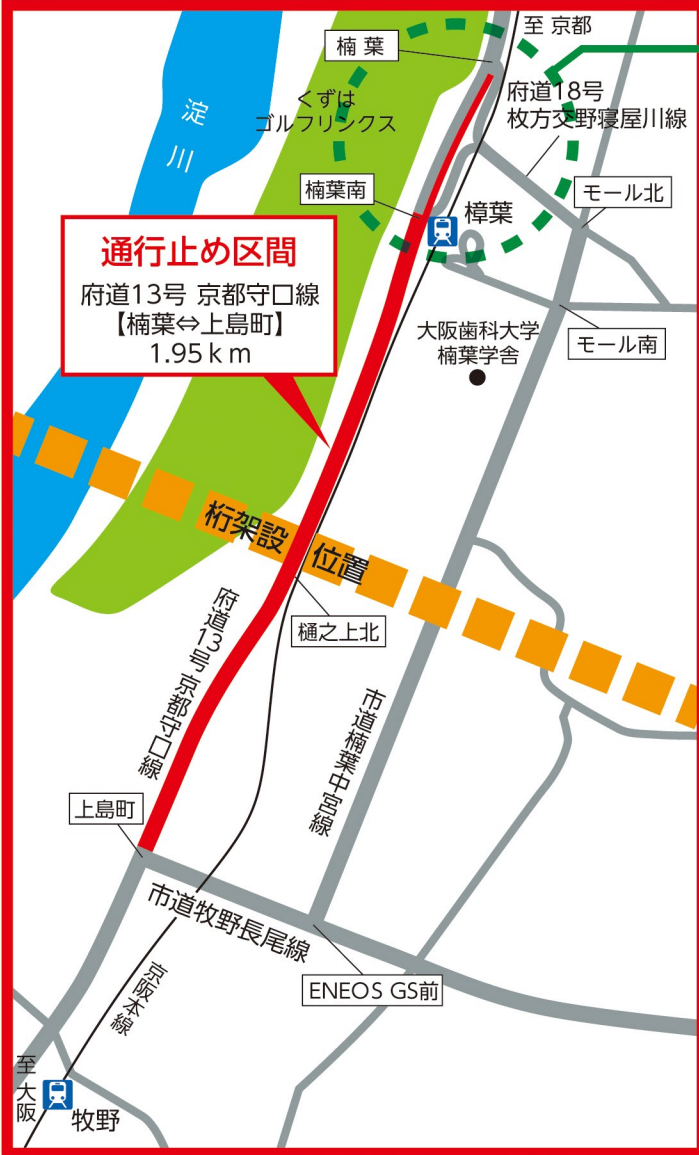 至 京都
楠 葉
府道18号
枚方交野寝屋川線
くずは
ゴルフリンクス
淀川
楠葉南
モール北
樟葉
通行止め区間
府道13号 京都守口線
【楠葉⇔上島町】
1.95km
大阪歯科大学
楠葉学舎
モール南
桁架設 位置
樋之上北
府道13号 京都守口線
市道楠葉中宮線
上島町
市道牧野長尾線
ENEOS GS前
京阪本線
至 大阪
牧野